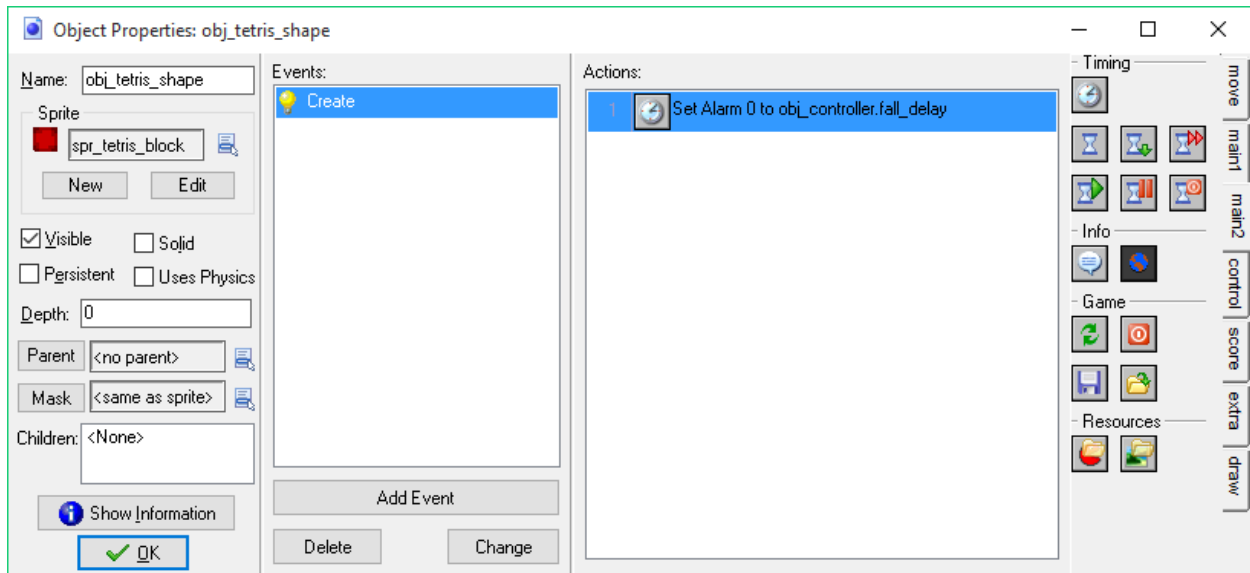 Object Properties: obj_tetris_shape
Name: obj_tetris_shape
Sprite
spr_tetris_block
New Edit
Visible Solid
Persistent Uses Physics
Depth: 0
Parent <no parent>
Mask <same as sprite>
Children: <None>
Show Information
OK
Events:
Create
Add Event
Delete Change
Actions:
1 Set Alarm 0 to obj_controller.fall_delay
Timing
Info
Game
Resources
move
main1
main2
control
score
extra
draw